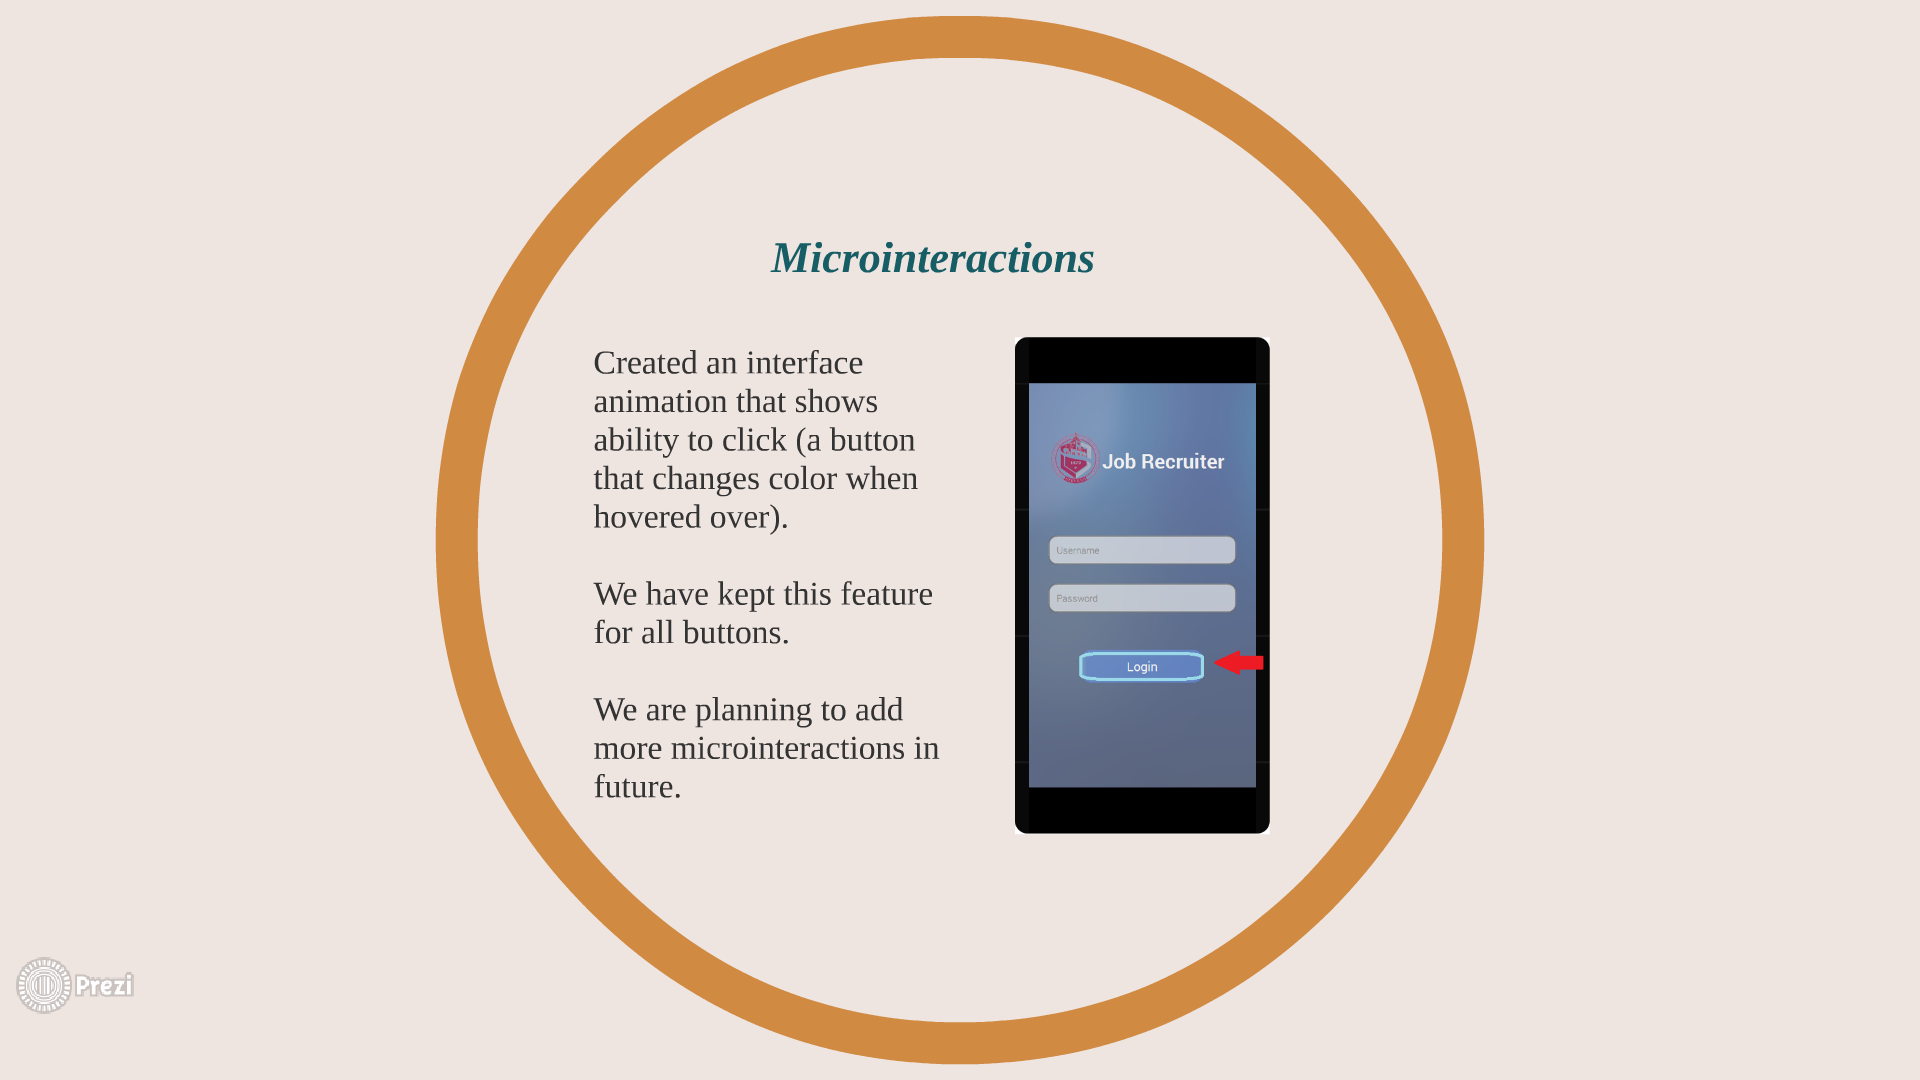 Microinteractions
Created an interface
animation that shows
ability to click (a button
that changes color when
hovered over).
We have kept this feature
for all buttons.
We are planning to add
more microinteractions in
future.
Job Recruiter
Username
Password
Login
Prezi